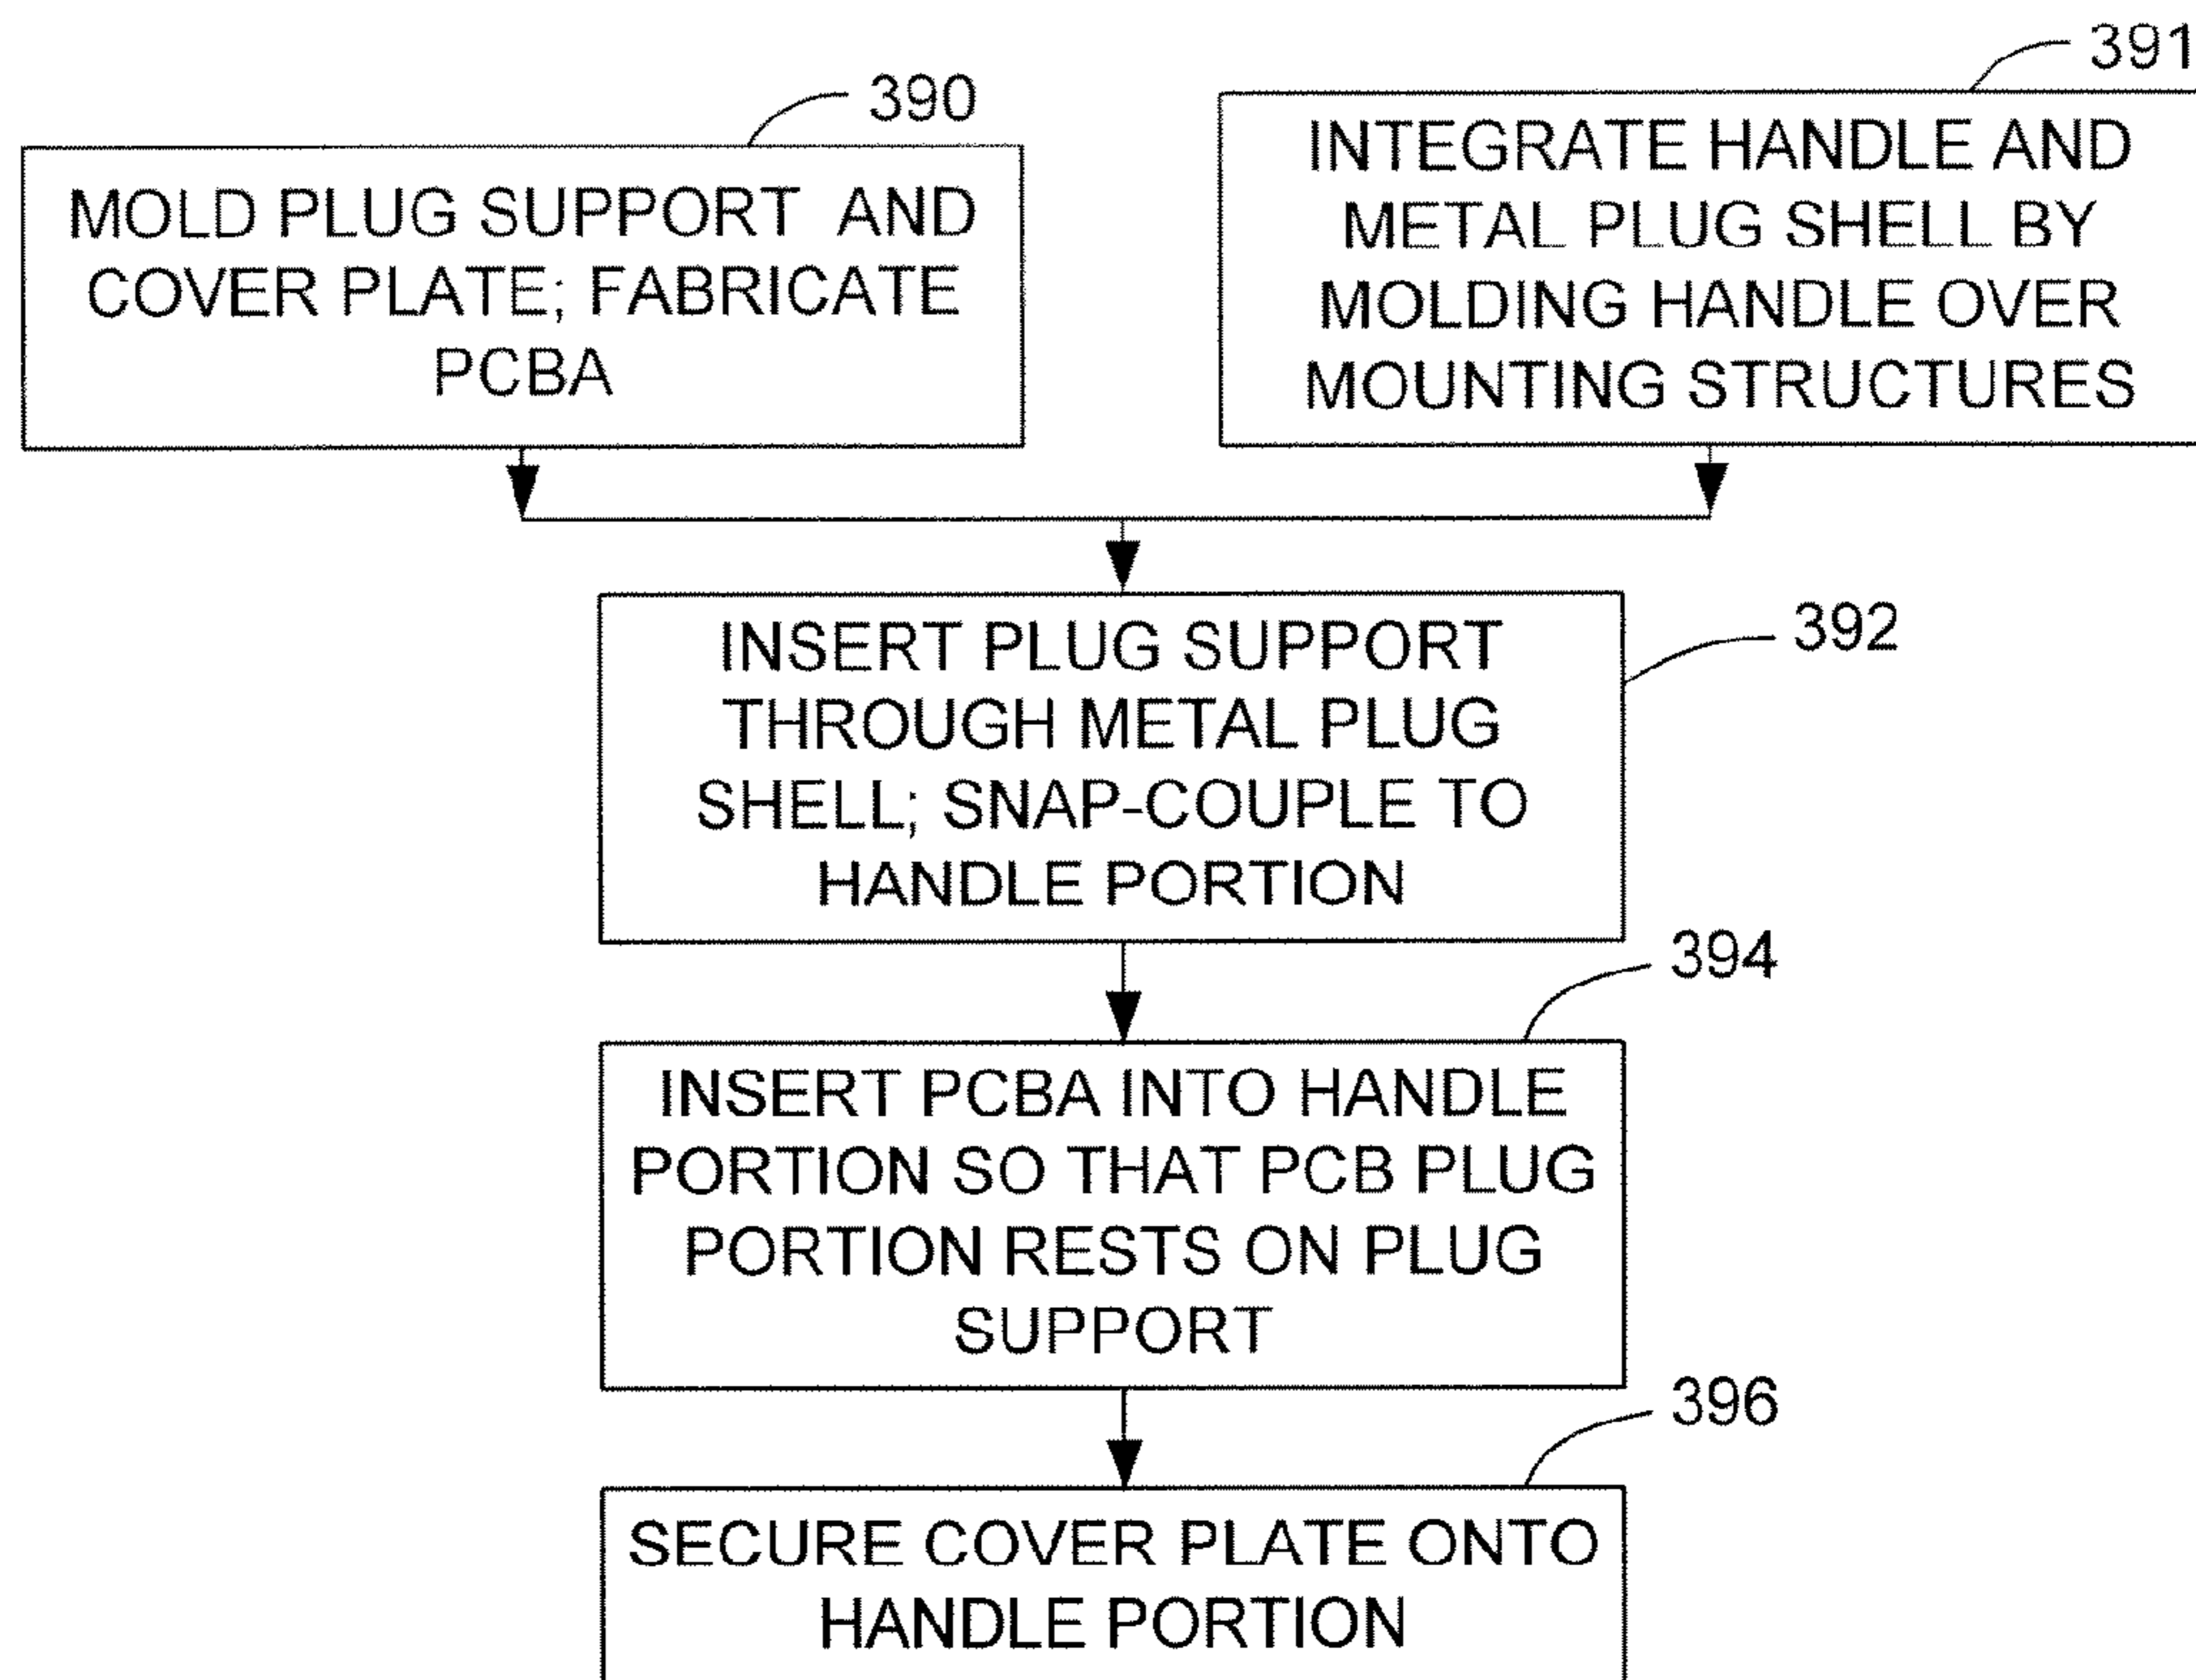 390
MOLD PLUG SUPPORT AND
COVER PLATE; FABRICATE
PCBA
391
INTEGRATE HANDLE AND
METAL PLUG SHELL BY
MOLDING HANDLE OVER
MOUNTING STRUCTURES
392
INSERT PLUG SUPPORT
THROUGH METAL PLUG
SHELL; SNAP-COUPLE TO
HANDLE PORTION
394
INSERT PCBA INTO HANDLE
PORTION SO THAT PCB PLUG
PORTION RESTS ON PLUG
SUPPORT
396
SECURE COVER PLATE ONTO
HANDLE PORTION